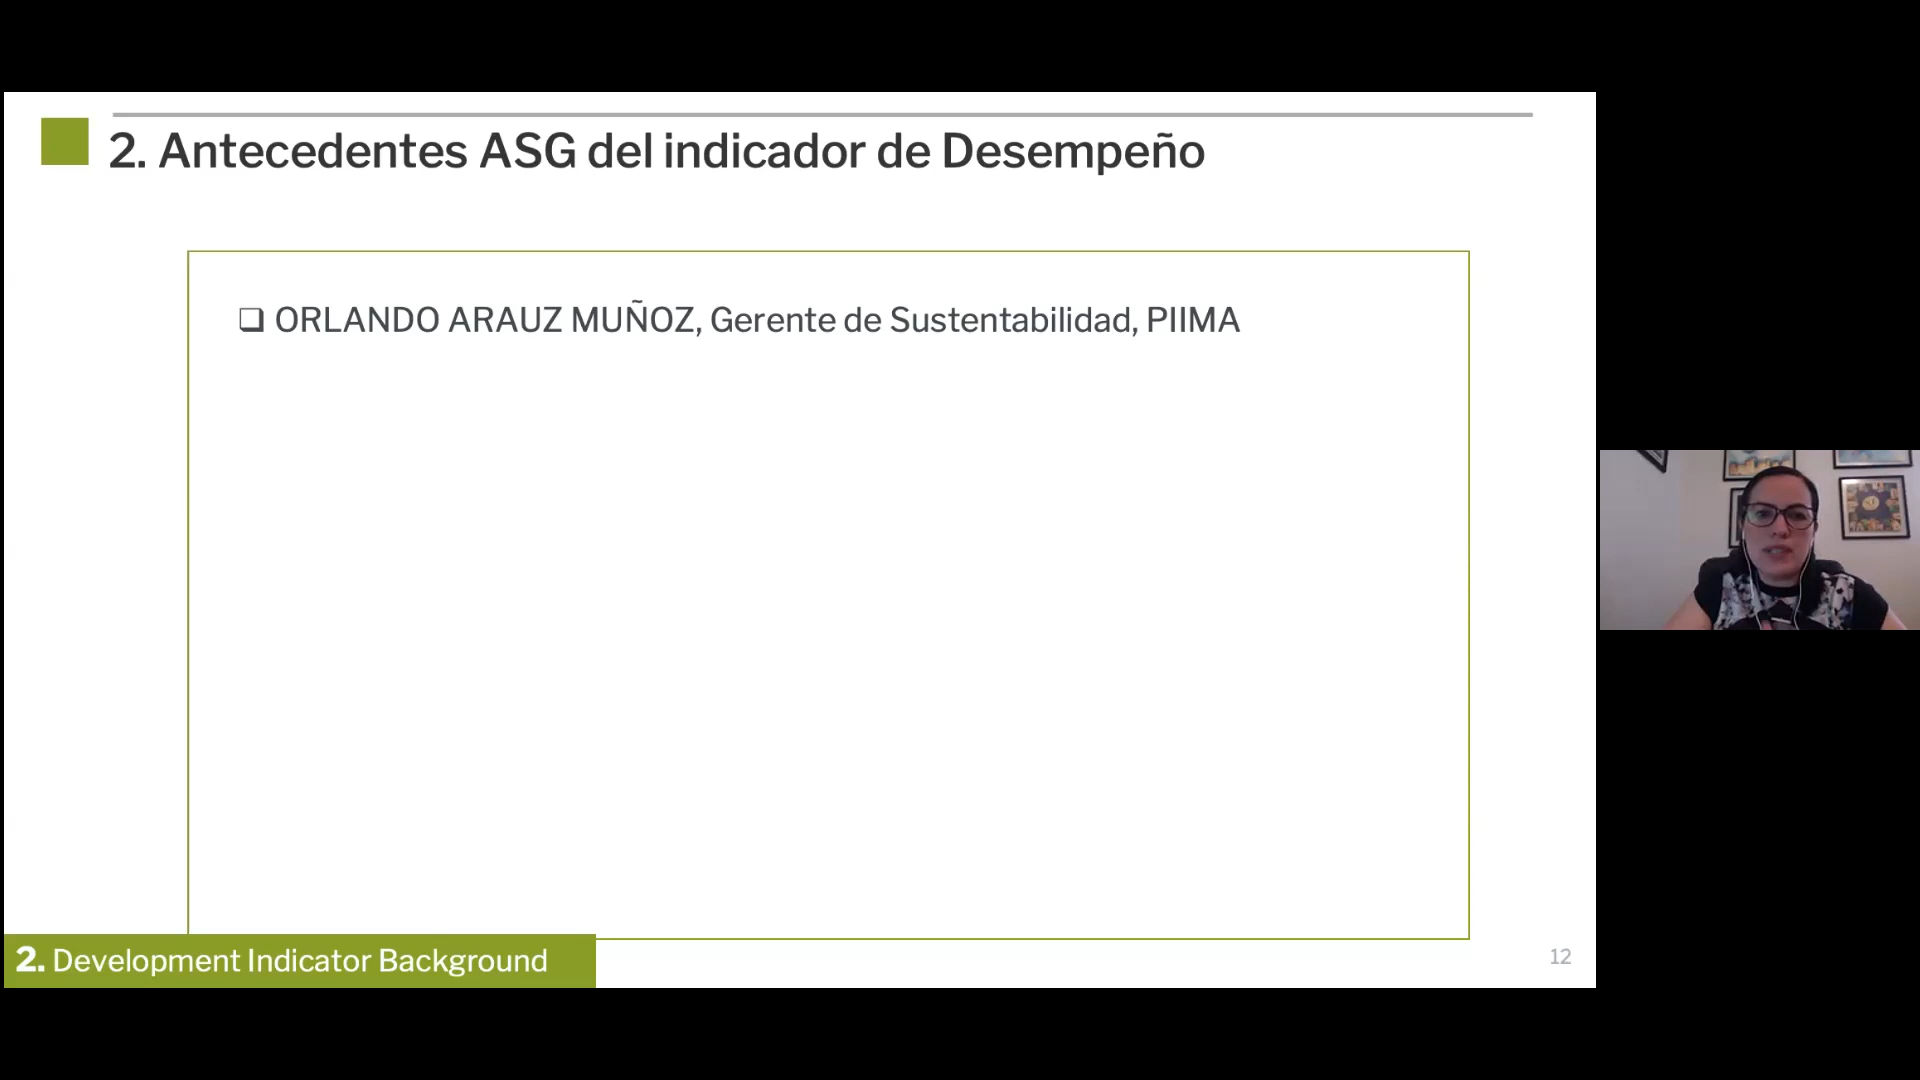 2. Antecedentes ASG del indicador de Desempeño
❑ ORLANDO ARAUZ MUÑOZ, Gerente de Sustentabilidad, PIIMA
2. Development Indicator Background
12